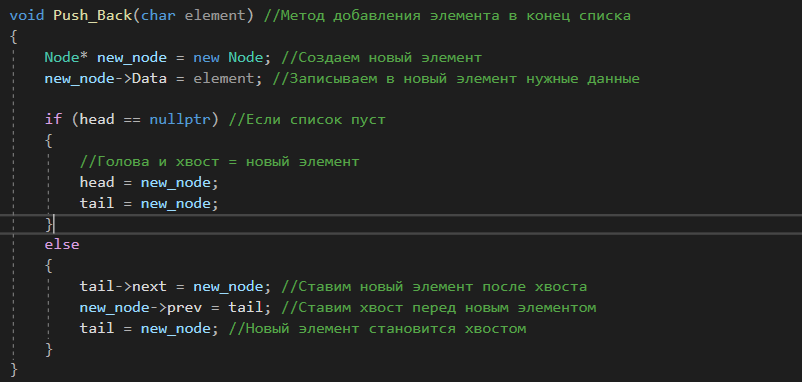 void Push_Back(char element) //Метод добавления элемента в конец списка
{
Node* new_node = new Node; //Создаем новый элемент
new_node->Data = element; //Записываем в новый элемент нужные данные
if (head == nullptr) //Если список пуст
{
//Голова и хвост = новый элемент
head = new_node;
tail = new_node;
}
else
{
tail->next = new_node; //Ставим новый элемент после хвоста
new_node->prev = tail; //Ставим хвост перед новым элементом
tail = new_node; //Новый элемент становится хвостом
}
}